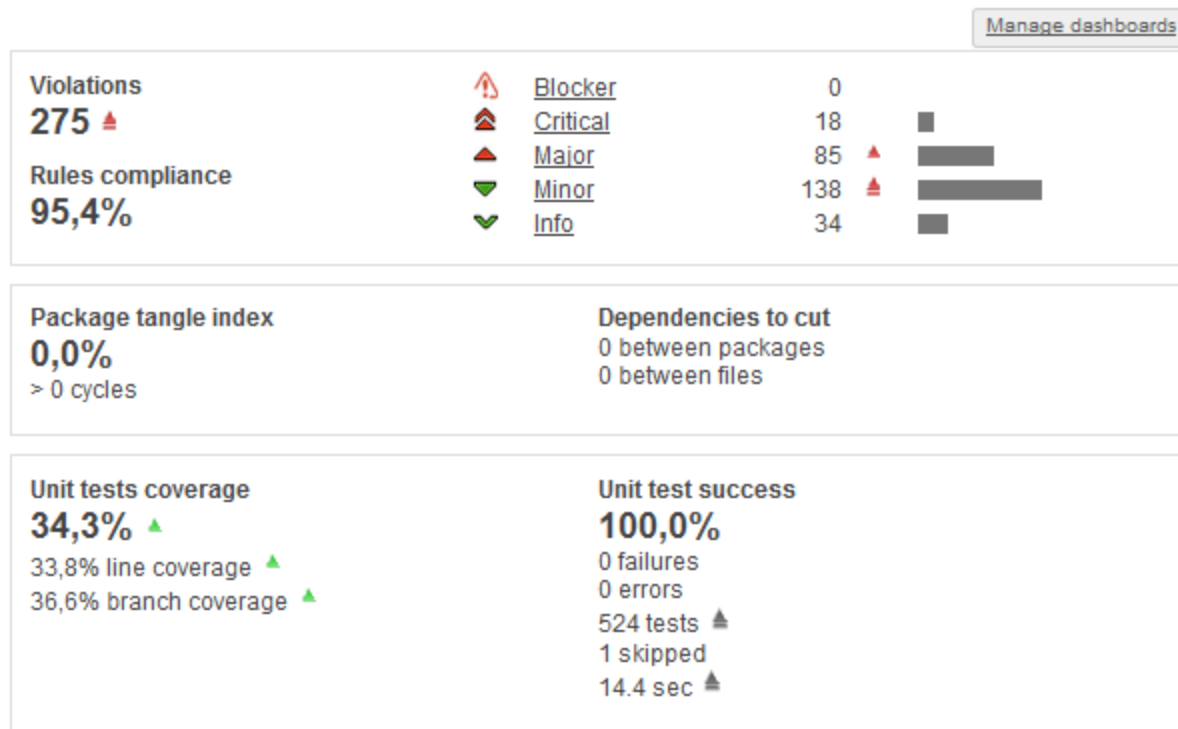 Manage dashboards
Violations
275
Rules compliance
95,4%
Blocker 0
Critical 18
Major 85
Minor 138
Info 34
Package tangle index
0,0%
> 0 cycles
Dependencies to cut
0 between packages
0 between files
Unit tests coverage
34,3%
33,8% line coverage
36,6% branch coverage
Unit test success
100,0%
0 failures
0 errors
524 tests
1 skipped
14.4 sec